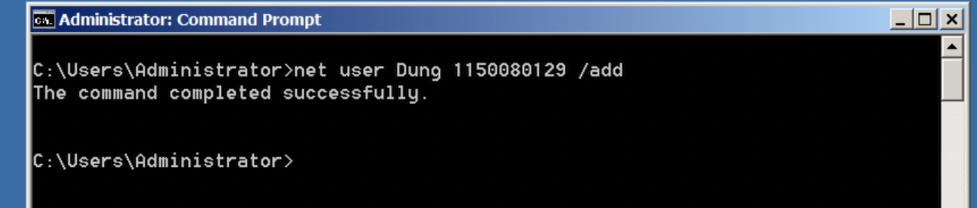 Administrator: Command Prompt
C:\Users\Administrator>net user Dung 1150080129 /add
The command completed successfully.
C:\Users\Administrator>